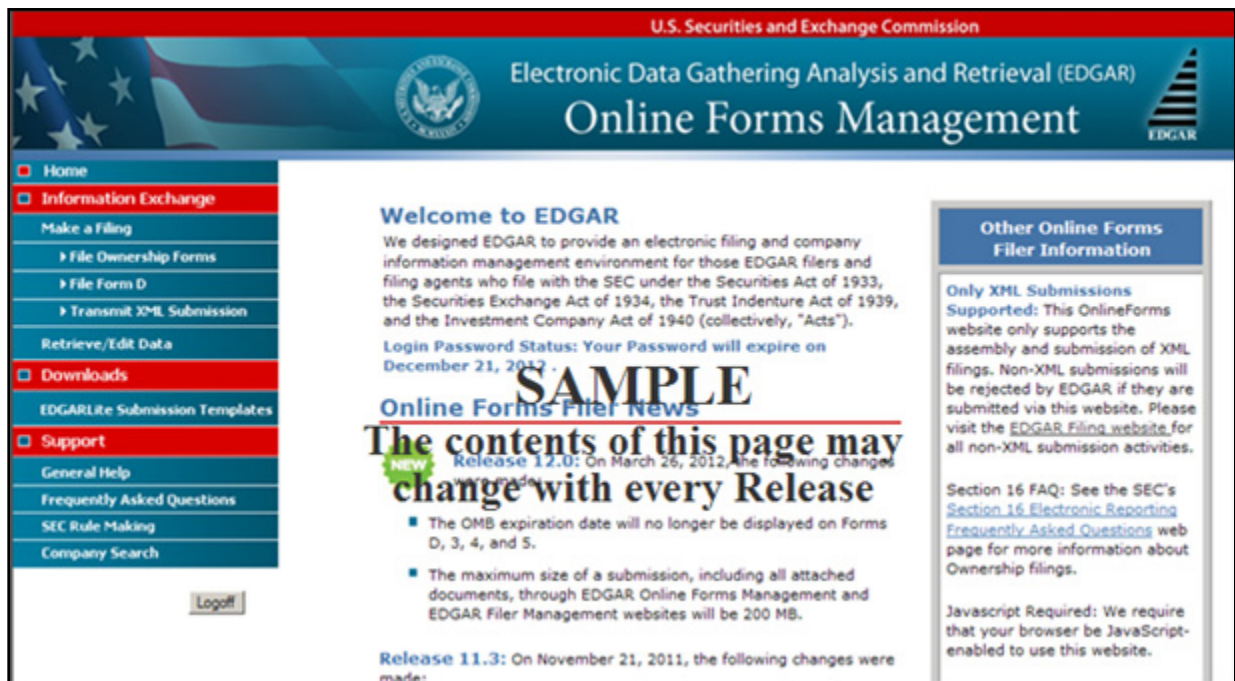 U.S. Securities and Exchange Commission
Electronic Data Gathering Analysis and Retrieval (EDGAR)
Online Forms Management
EDGAR
Home
Information Exchange
Make a Filing
File Ownership Forms
File Form D
Transmit XML Submission
Retrieve/Edit Data
Downloads
EDGARLite Submission Templates
Support
General Help
Frequently Asked Questions
SEC Rule Making
Company Search
Logoff
Welcome to EDGAR
We designed EDGAR to provide an electronic filing and company
information management environment for those EDGAR filers and
filing agents who file with the SEC under the Securities Act of 1933,
the Securities Exchange Act of 1934, the Trust Indenture Act of 1939,
and the Investment Company Act of 1940 (collectively, "Acts").
Login Password Status: Your Password will expire on
December 21, 2012 .
SAMPLE
Online Forms Filer News
The contents of this page may
NEW
Release 12.0: On March 26, 2012, the following changes
were made:
change with every Release
The OMB expiration date will no longer be displayed on Forms
D, 3, 4, and 5.
The maximum size of a submission, including all attached
documents, through EDGAR Online Forms Management and
EDGAR Filer Management websites will be 200 MB.
Release 11.3: On November 21, 2011, the following changes were
made:
Other Online Forms
Filer Information
Only XML Submissions
Supported: This OnlineForms
website only supports the
assembly and submission of XML
filings. Non-XML submissions will
be rejected by EDGAR if they are
submitted via this website. Please
visit the EDGAR Filing website for
all non-XML submission activities.
Section 16 FAQ: See the SEC's
Section 16 Electronic Reporting
Frequently Asked Questions web
page for more information about
Ownership filings.
Javascript Required: We require
that your browser be JavaScript-
enabled to use this website.